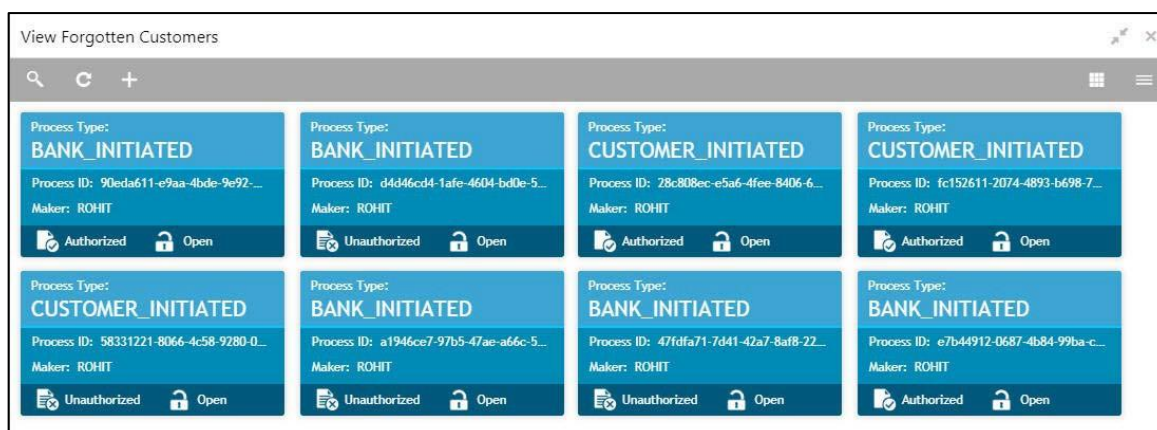 View Forgotten Customers
Process Type:
BANK_INITIATED
Process ID: 90eda611-e9aa-4bde-9e92-...
Maker: ROHIT
Authorized Open
Process Type:
BANK_INITIATED
Process ID: d4d46cd4-1afe-4604-bd0e-5...
Maker: ROHIT
Unauthorized Open
Process Type:
CUSTOMER_INITIATED
Process ID: 28c808ec-e5a6-4fee-8406-6...
Maker: ROHIT
Authorized Open
Process Type:
CUSTOMER_INITIATED
Process ID: fc152611-2074-4893-b698-7...
Maker: ROHIT
Authorized Open
Process Type:
CUSTOMER_INITIATED
Process ID: 58331221-8066-4c58-9280-0...
Maker: ROHIT
Unauthorized Open
Process Type:
BANK_INITIATED
Process ID: a1946ce7-97b5-47ae-a66c-5...
Maker: ROHIT
Unauthorized Open
Process Type:
BANK_INITIATED
Process ID: 47fdfa71-7d41-42a7-8af8-22...
Maker: ROHIT
Unauthorized Open
Process Type:
BANK_INITIATED
Process ID: e7b44912-0687-4b84-99ba-c...
Maker: ROHIT
Authorized Open